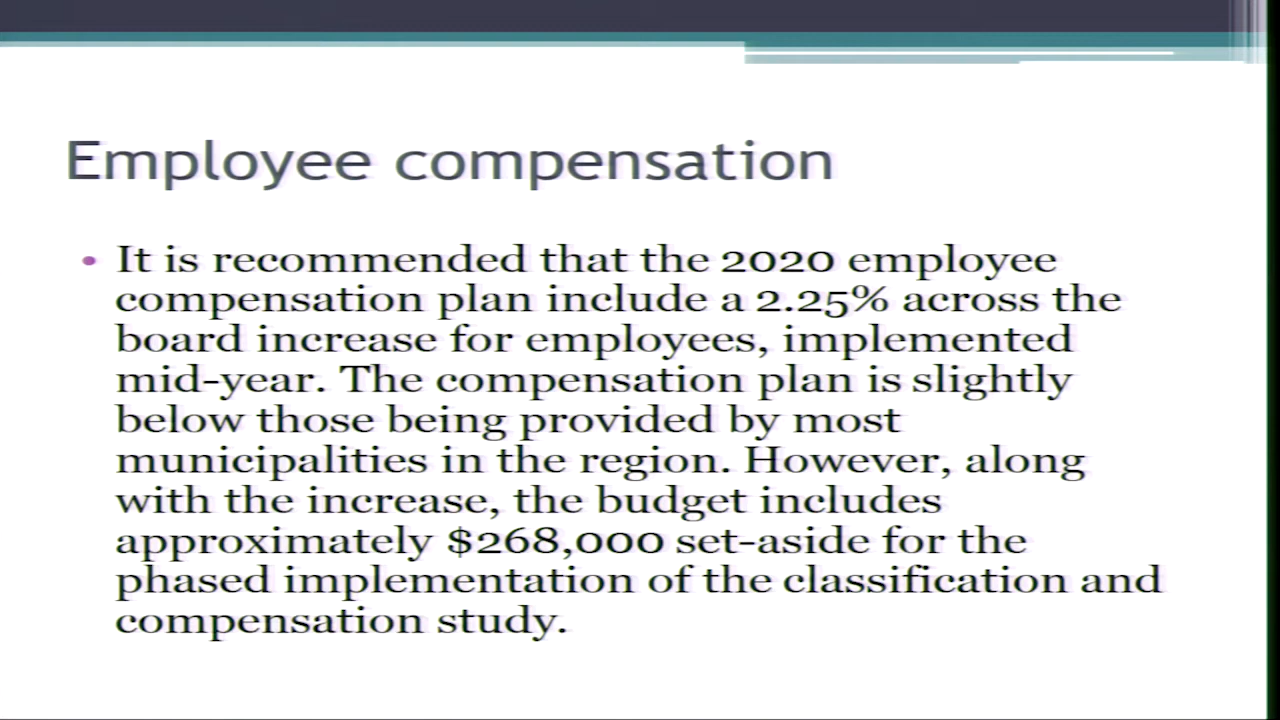 Employee compensation
• It is recommended that the 2020 employee
compensation plan include a 2.25% across the
board increase for employees, implemented
mid-year. The compensation plan is slightly
below those being provided by most
municipalities in the region. However, along
with the increase, the budget includes
approximately $268,000 set-aside for the
phased implementation of the classification and
compensation study.